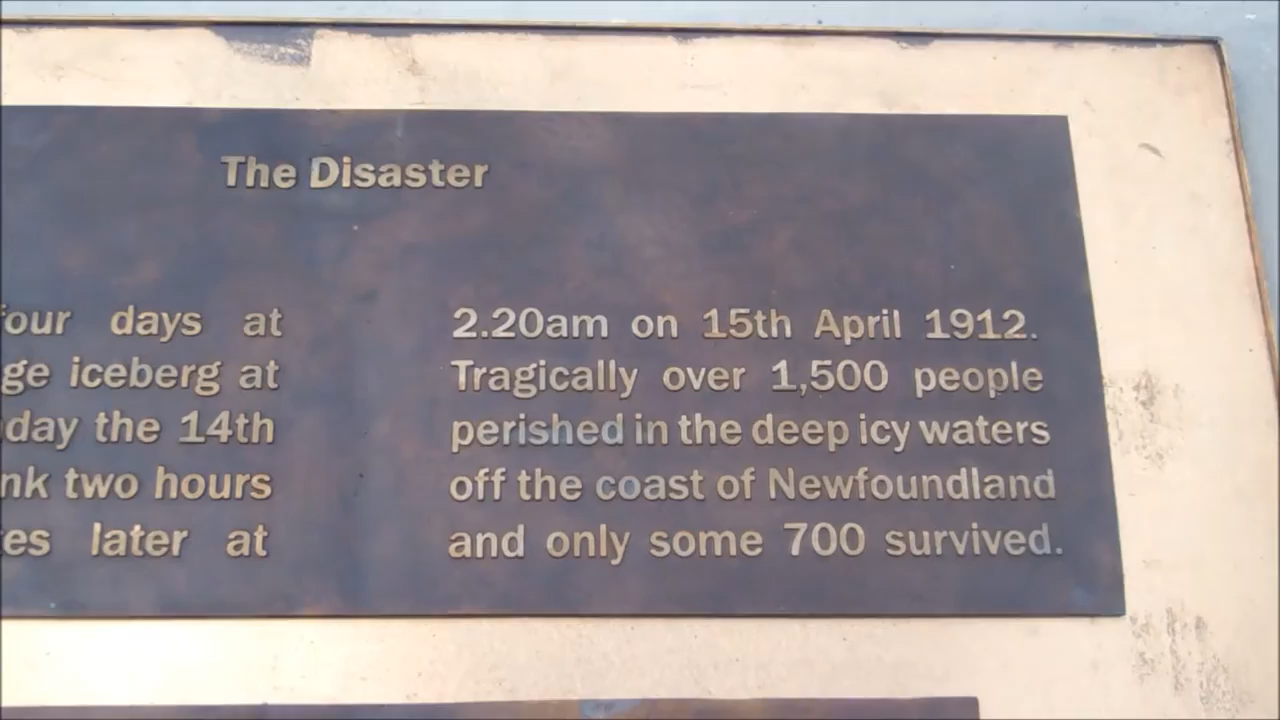 The Disaster
four days at
ge iceberg at
day the 14th
nk two hours
es later at
2.20am on 15th April 1912.
Tragically over 1,500 people
perished in the deep icy waters
off the coast of Newfoundland
and only some 700 survived.